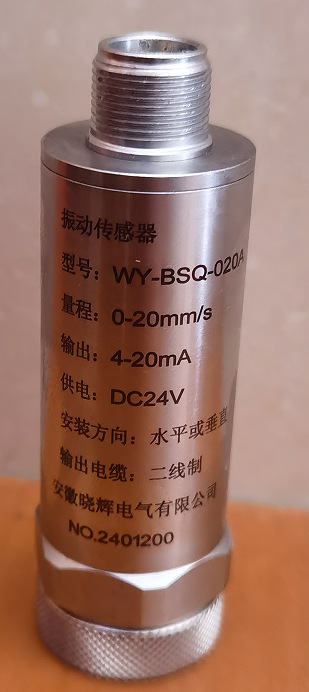 振动传感器
型号：WY-BSQ-020A
量程：0-20mm/s
输出：4-20mA
供电：DC24V
安装方向：水平或垂直
输出电缆：二线制
安徽晓辉电气有限公司
NO.2401200